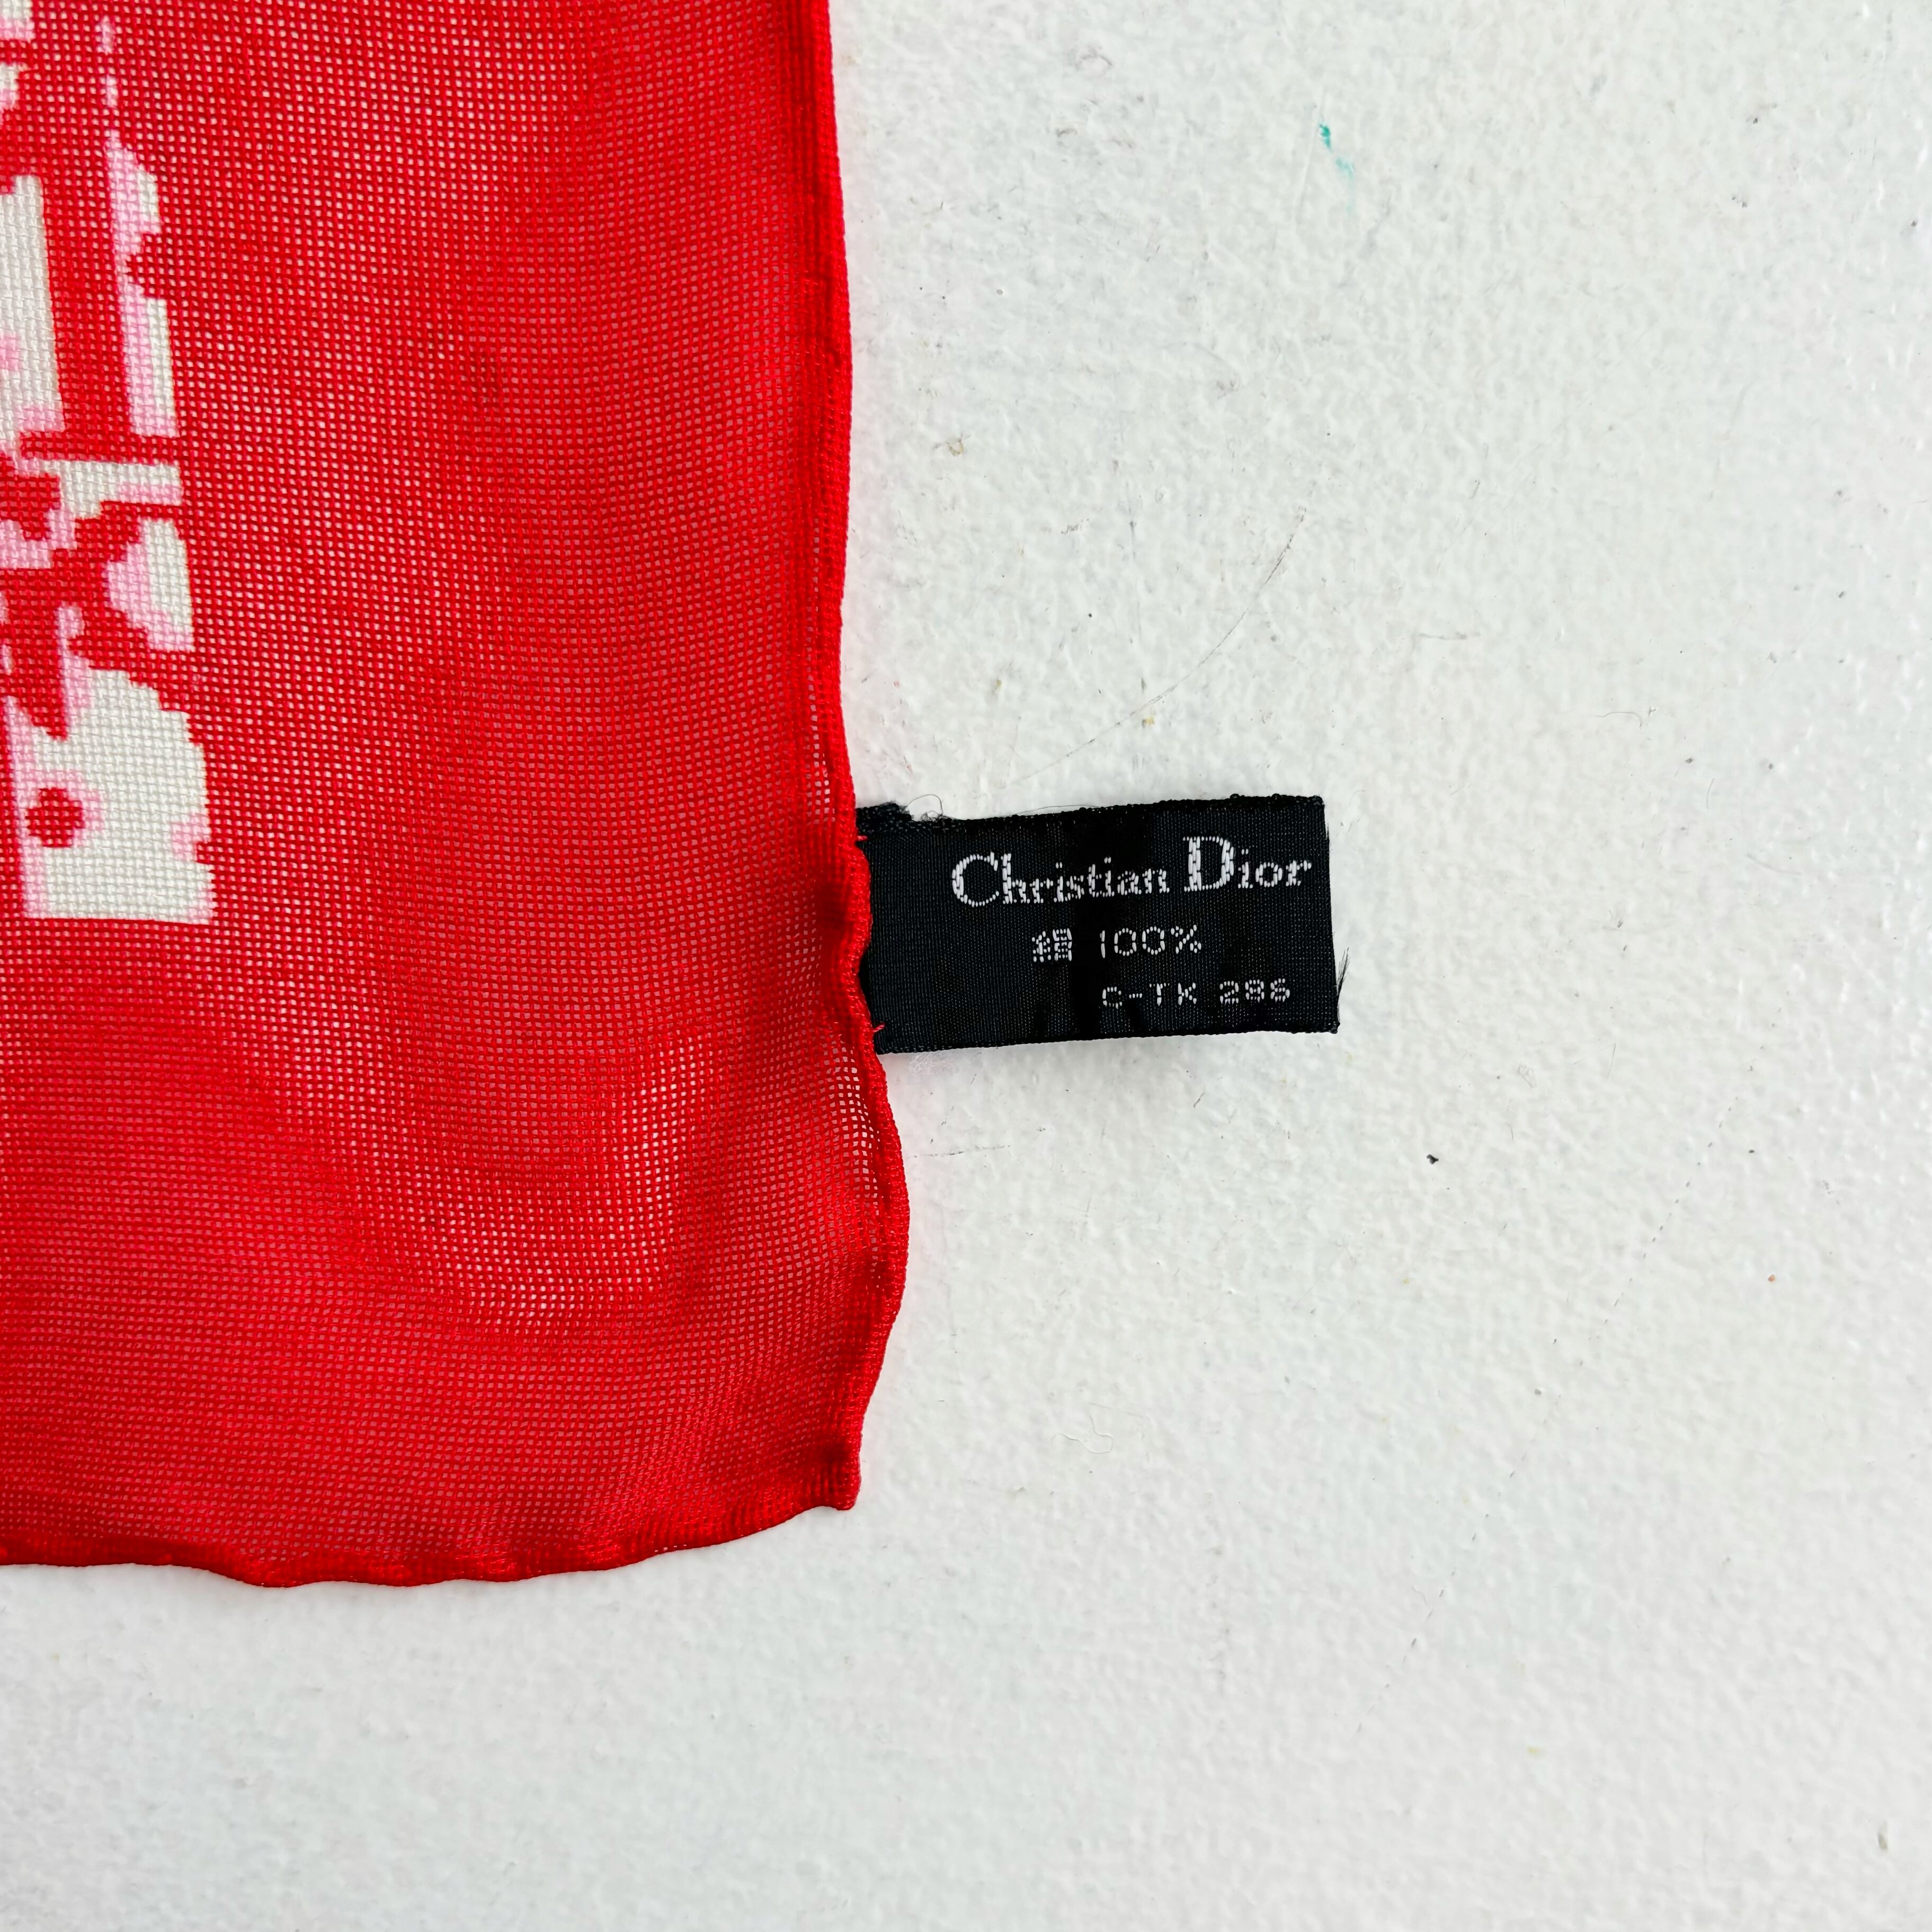 Christian Dior
絹 100%
C-TK 286